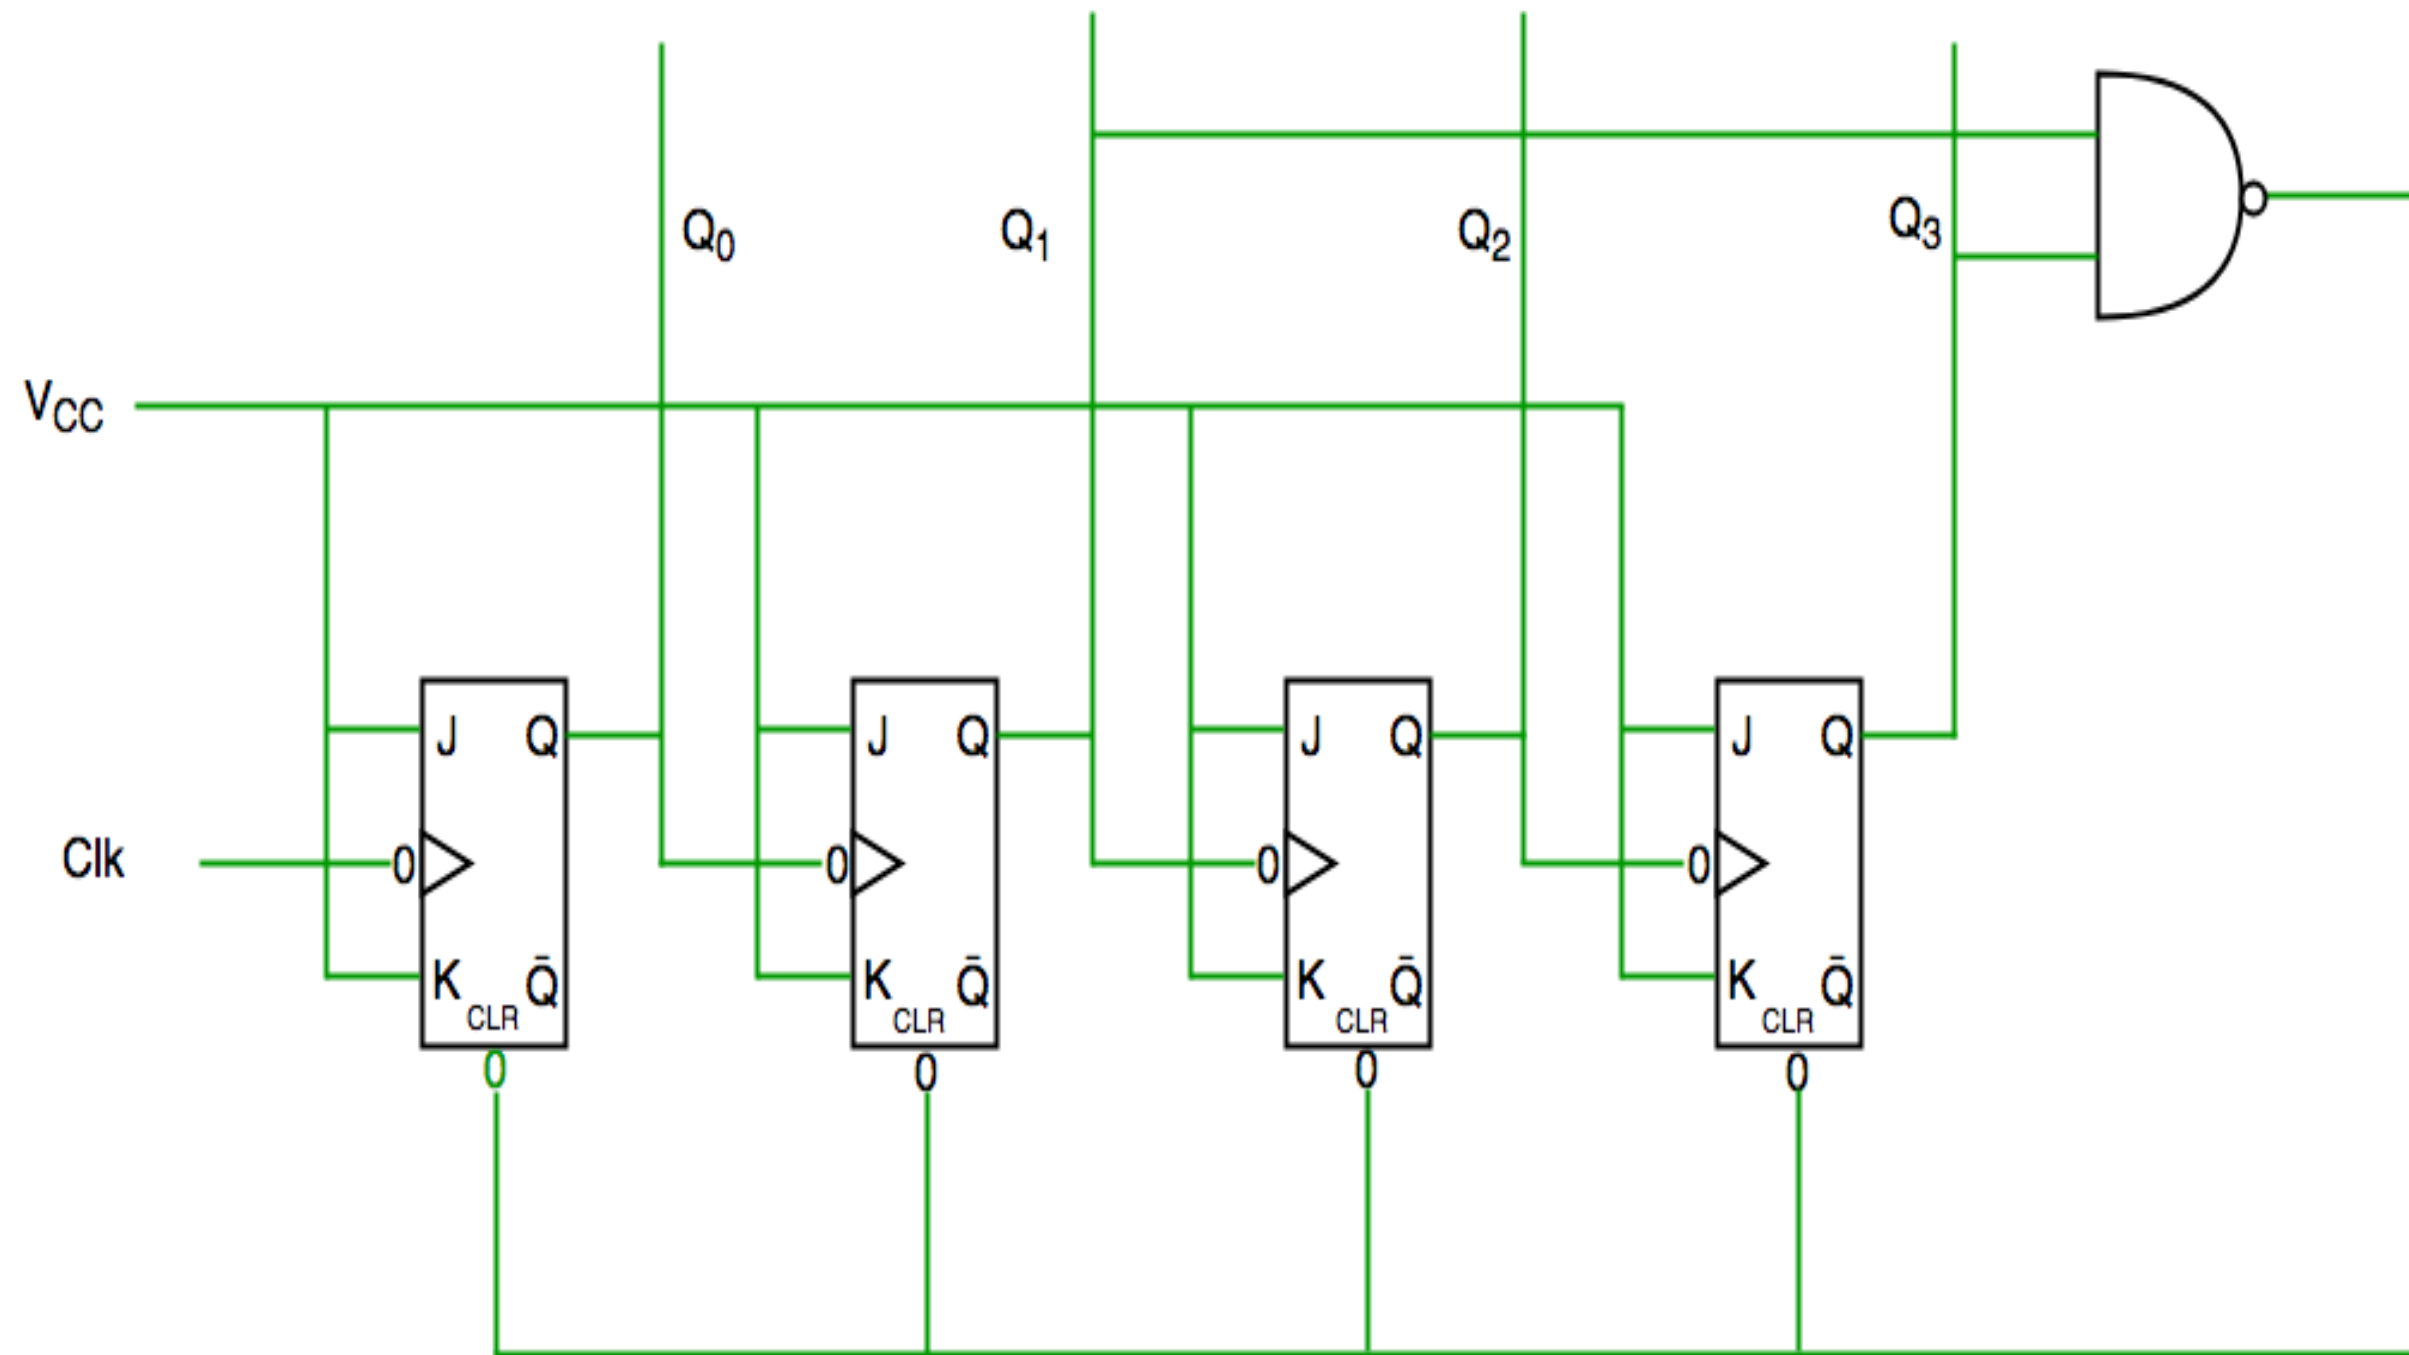 Q0 Q1 Q2 Q3
VCC
J Q J Q J Q J Q
Clk 0 0 0 0
K Q̄ K Q̄ K Q̄ K Q̄
CLR CLR CLR CLR
0 0 0 0